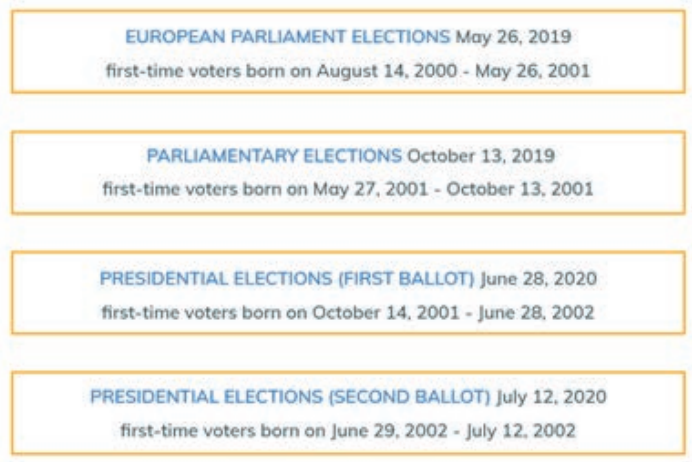 EUROPEAN PARLIAMENT ELECTIONS May 26, 2019
first-time voters born on August 14, 2000 - May 26, 2001
PARLIAMENTARY ELECTIONS October 13, 2019
first-time voters born on May 27, 2001 - October 13, 2001
PRESIDENTIAL ELECTIONS (FIRST BALLOT) June 28, 2020
first-time voters born on October 14, 2001 - June 28, 2002
PRESIDENTIAL ELECTIONS (SECOND BALLOT) July 12, 2020
first-time voters born on June 29, 2002 - July 12, 2002